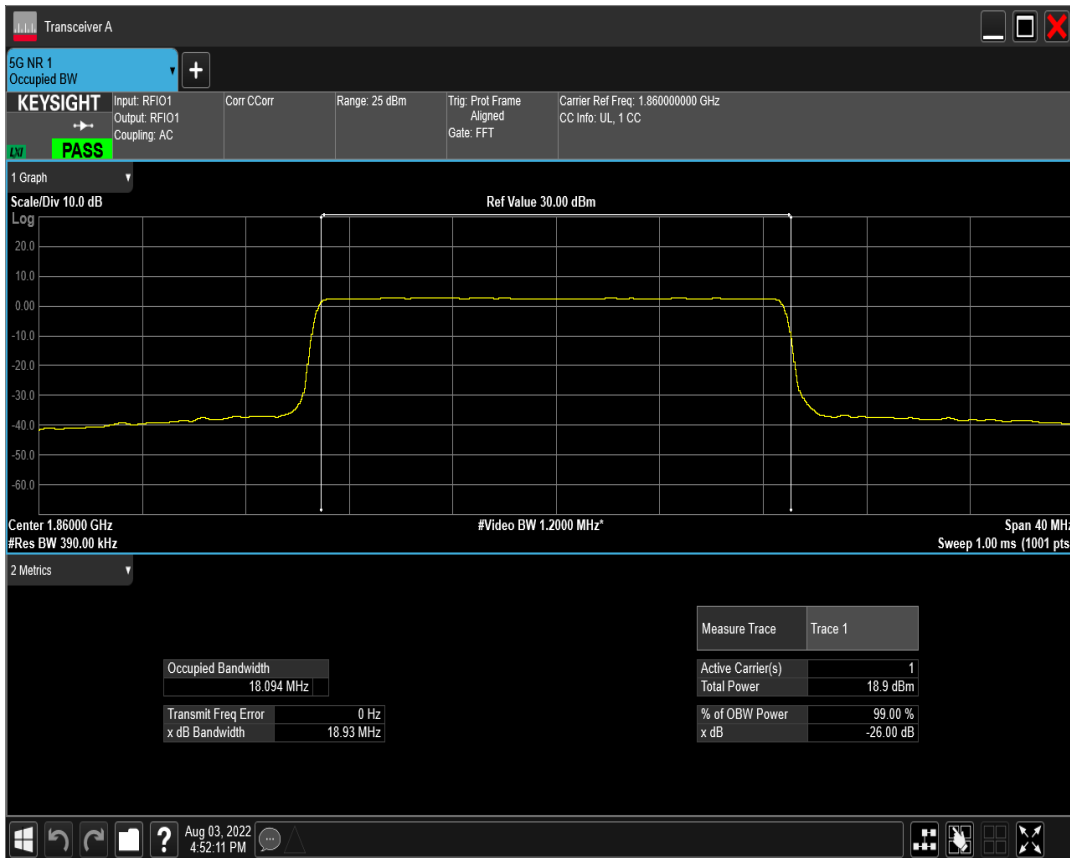 Transceiver A
5G NR 1
Occupied BW
KEYSIGHT
LXI
PASS
Input: RFIO1
Output: RFIO1
Coupling: AC
Corr CCorr
Range: 25 dBm
Trig: Prot Frame
Aligned
Gate: FFT
Carrier Ref Freq: 1.860000000 GHz
CC Info: UL, 1 CC
1 Graph
Scale/Div 10.0 dB
Ref Value 30.00 dBm
Log
20.0
10.0
0.00
-10.0
-20.0
-30.0
-40.0
-50.0
-60.0
Center 1.86000 GHz
#Video BW 1.2000 MHz*
Span 40 MHz
#Res BW 390.00 kHz
Sweep 1.00 ms (1001 pts
2 Metrics
Measure Trace Trace 1
Occupied Bandwidth
18.094 MHz
Active Carrier(s) 1
Total Power 18.9 dBm
Transmit Freq Error 0 Hz
x dB Bandwidth 18.93 MHz
% of OBW Power 99.00 %
x dB -26.00 dB
?
Aug 03, 2022
4:52:11 PM